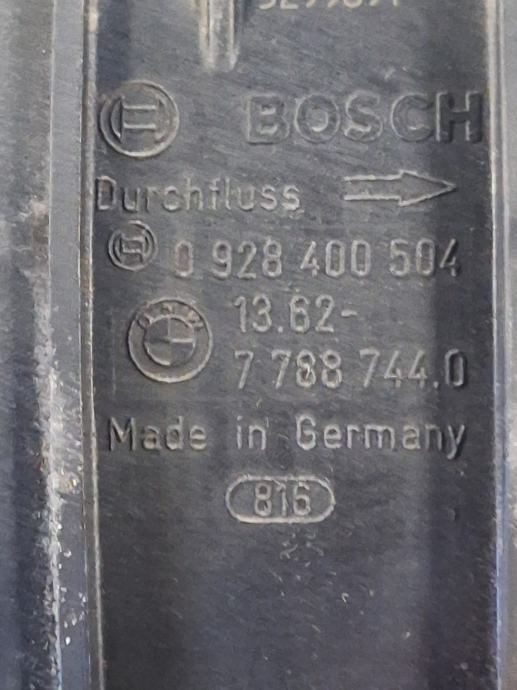 BOSCH
Durchfluss
0 928 400 504
13.62-
7 788 744.0
Made in Germany
816